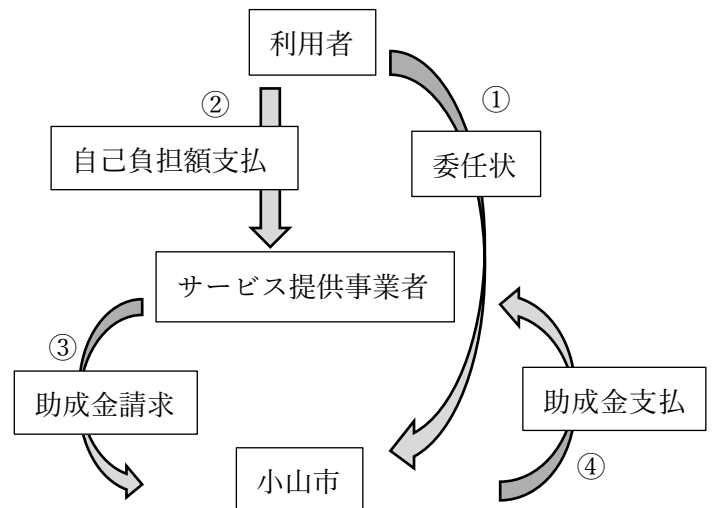 利用者
①
②
自己負担額支払
委任状
サービス提供事業者
③
助成金請求
助成金支払
④
小山市